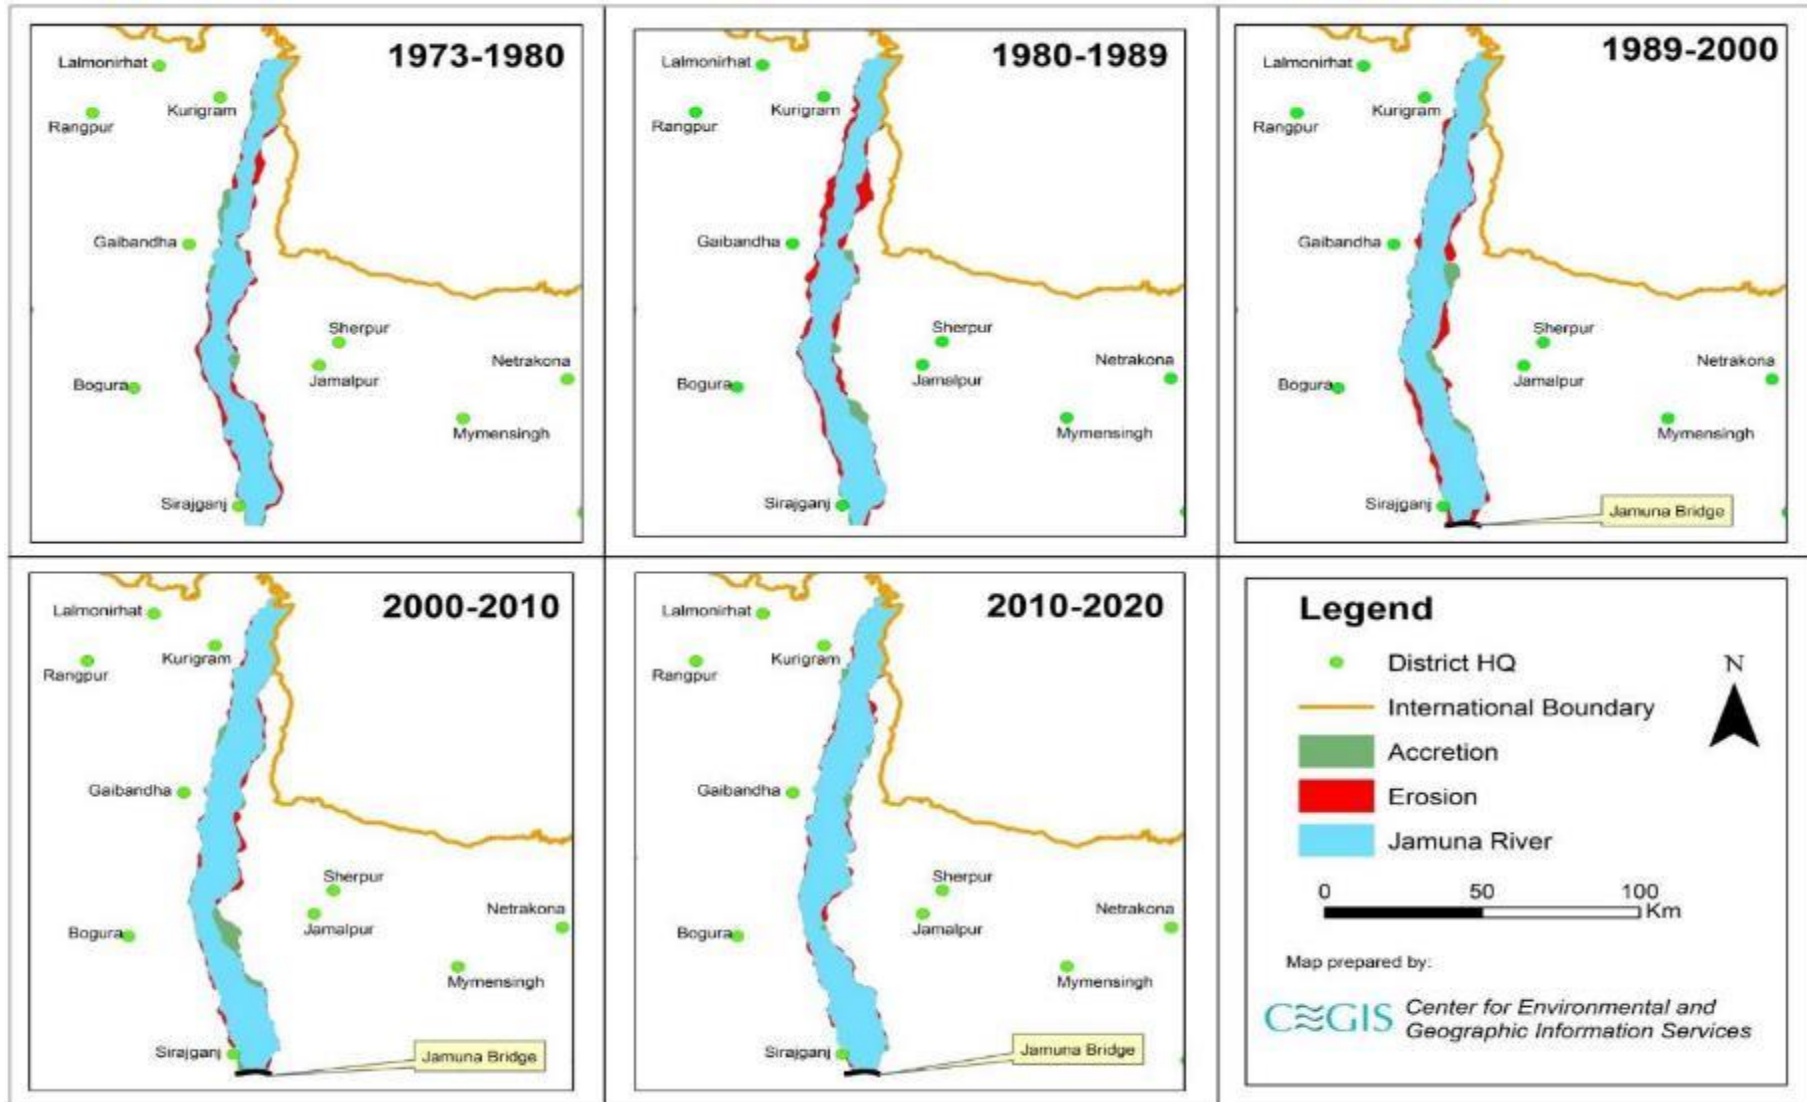 1973-1980
Lalmonirhat
Kurigram
Rangpur
Gaibandha
Sherpur
Netrakona
Bogura
Jamalpur
Mymensingh
Sirajganj
1980-1989
Lalmonirhat
Kurigram
Rangpur
Gaibandha
Sherpur
Netrakona
Bogura
Jamalpur
Mymensingh
Sirajganj
1989-2000
Lalmonirhat
Kurigram
Rangpur
Gaibandha
Sherpur
Netrakona
Bogura
Jamalpur
Mymensingh
Sirajganj
Jamuna Bridge
2000-2010
Lalmonirhat
Kurigram
Rangpur
Gaibandha
Sherpur
Netrakona
Bogura
Jamalpur
Mymensingh
Sirajganj
Jamuna Bridge
2010-2020
Lalmonirhat
Kurigram
Rangpur
Gaibandha
Sherpur
Netrakona
Bogura
Jamalpur
Mymensingh
Sirajganj
Jamuna Bridge
Legend
District HQ
N
International Boundary
Accretion
Erosion
Jamuna River
0 50 100
Km
Map prepared by:
CEGIS Center for Environmental and
Geographic Information Services